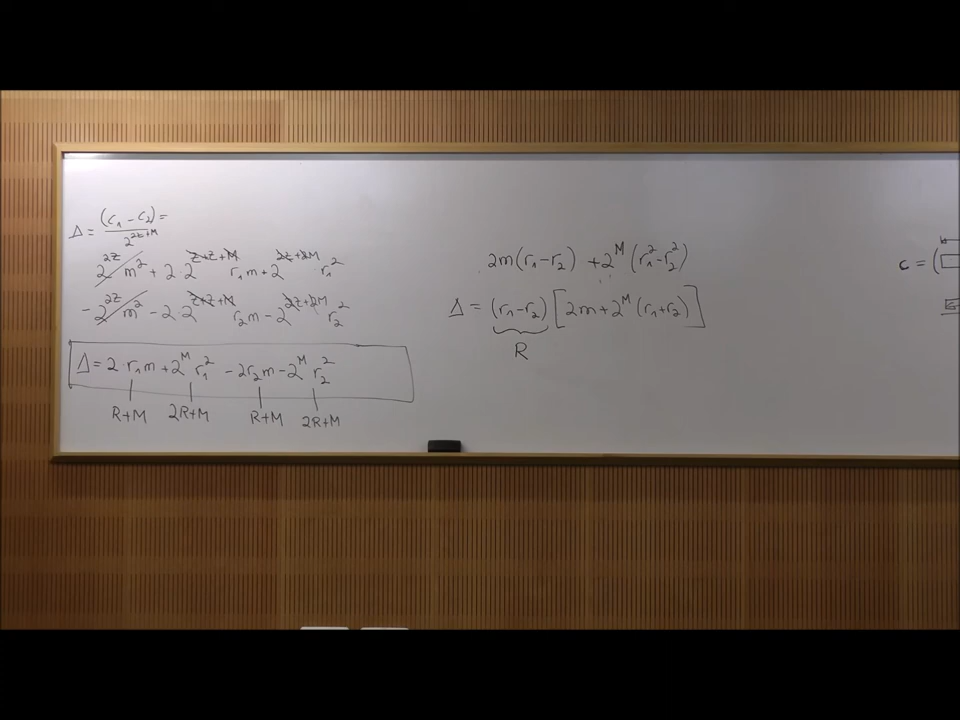 Δ = (c₁ - c₂) / 2^(2Z+M) =
2^2Z m² + 2·2^(Z+Z+M) r₁m + 2^(2Z+2M) r₁²
- 2^2Z m² - 2·2^(Z+Z+M) r₂m - 2^(2Z+2M) r₂²
Δ = 2·r₁m + 2^M r₁² - 2r₂m - 2^M r₂²
R+M 2R+M R+M 2R+M
2m(r₁-r₂) + 2^M (r₁²-r₂²)
Δ = (r₁-r₂) [2m + 2^M (r₁+r₂)]
R
c = (